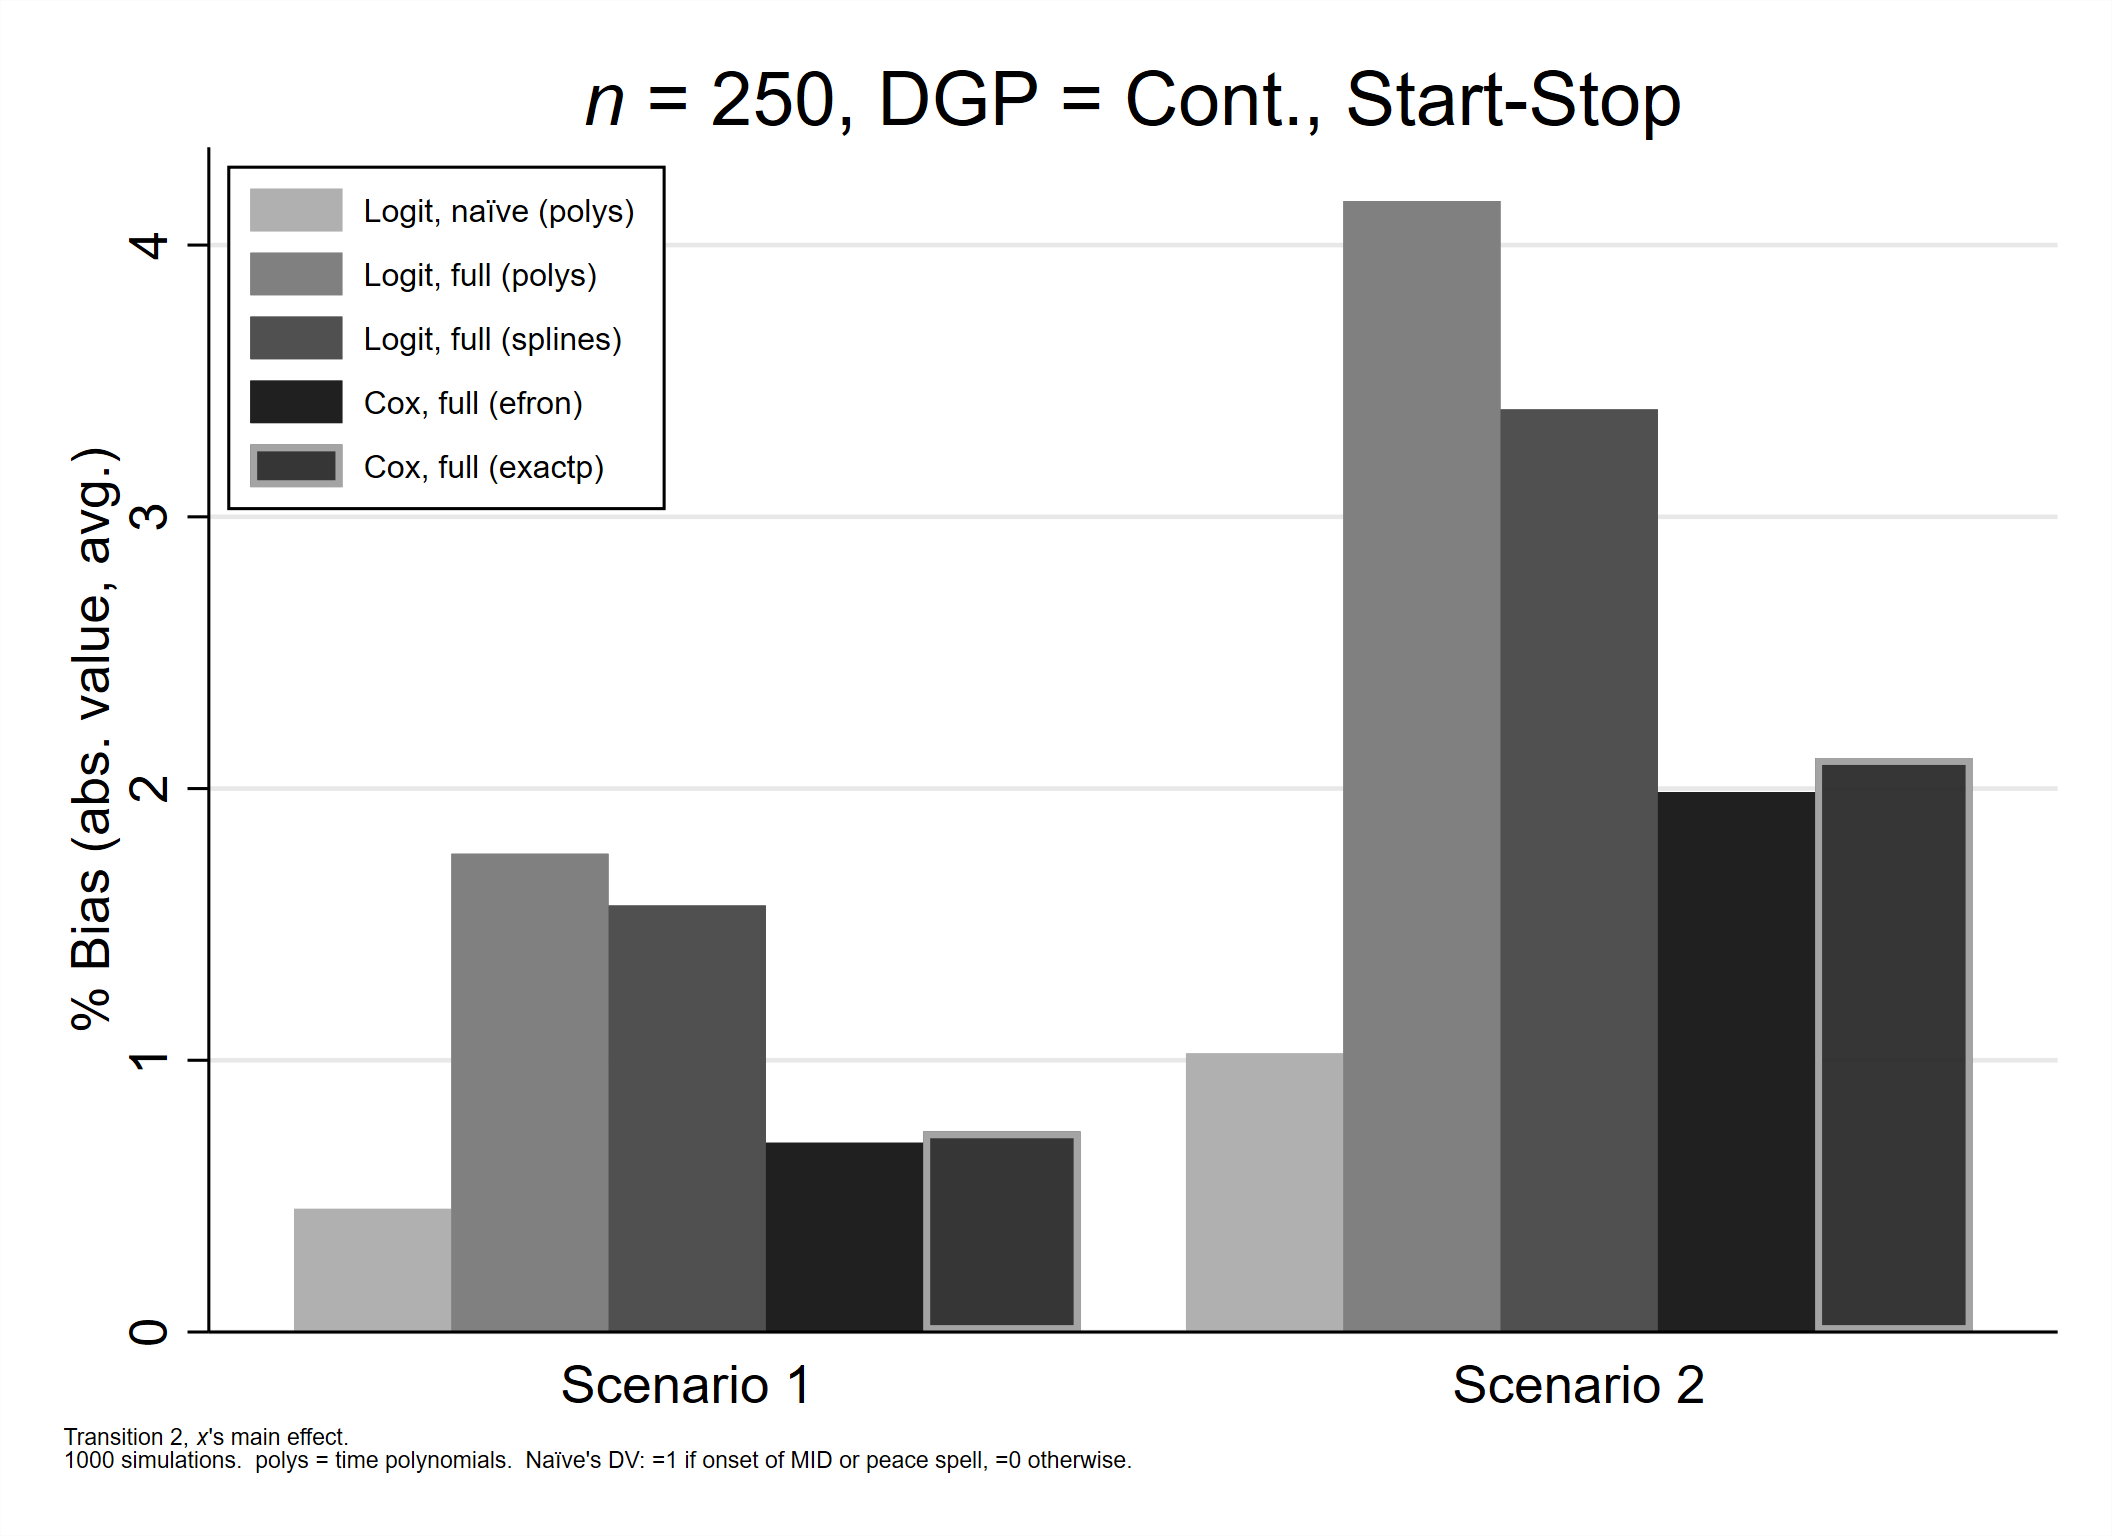 n = 250, DGP = Cont., Start-Stop
Logit, naïve (polys)
Logit, full (polys)
Logit, full (splines)
Cox, full (efron)
Cox, full (exactp)
% Bias (abs. value, avg.)
4
3
2
1
0
Scenario 1
Scenario 2
Transition 2, x's main effect.
1000 simulations.  polys = time polynomials.  Naïve's DV: =1 if onset of MID or peace spell, =0 otherwise.